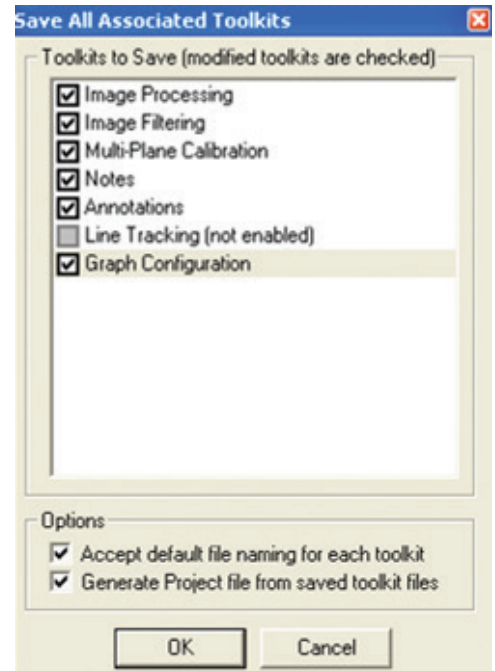 Save All Associated Toolkits
Toolkits to Save (modified toolkits are checked)
Image Processing
Image Filtering
Multi-Plane Calibration
Notes
Annotations
Line Tracking (not enabled)
Graph Configuration
Options
Accept default file naming for each toolkit
Generate Project file from saved toolkit files
OK
Cancel